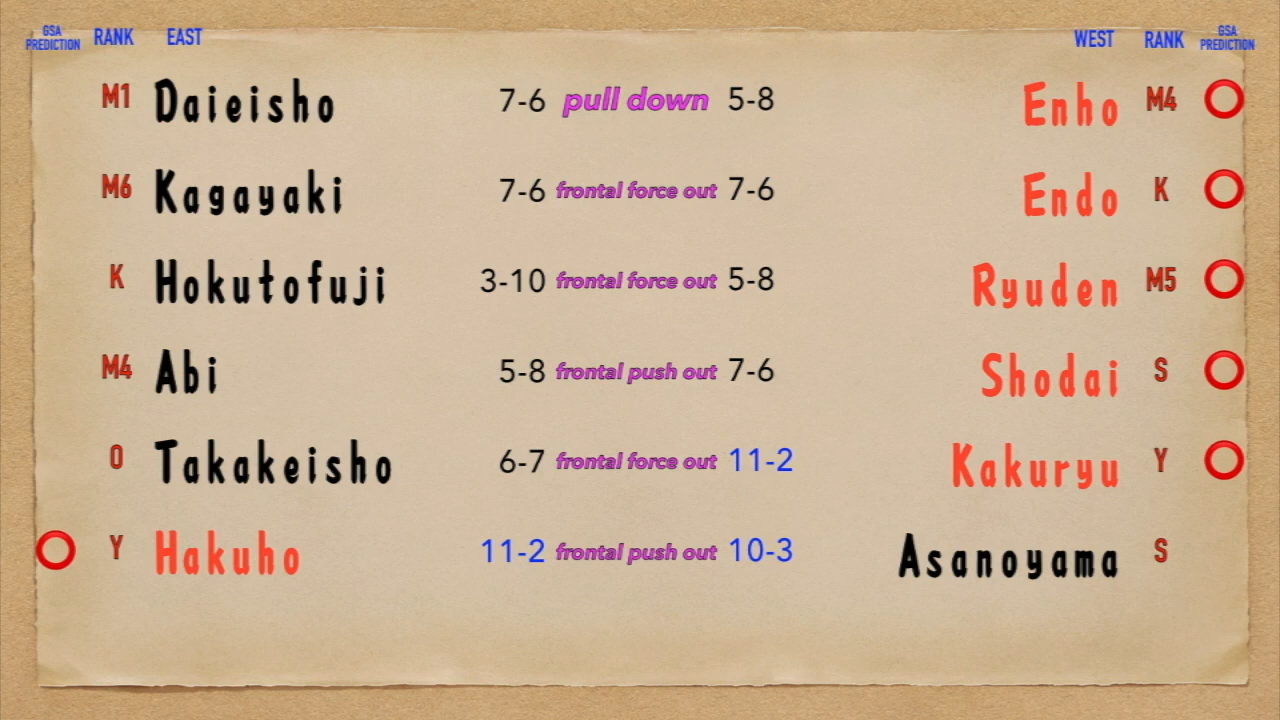 GSA PREDICTION RANK EAST WEST RANK GSA PREDICTION
M1 Daieisho 7-6 pull down 5-8 Enho M4
M6 Kagayaki 7-6 frontal force out 7-6 Endo K
K Hokutofuji 3-10 frontal force out 5-8 Ryuden M5
M4 Abi 5-8 frontal push out 7-6 Shodai S
O Takakeisho 6-7 frontal force out 11-2 Kakuryu Y
Y Hakuho 11-2 frontal push out 10-3 Asanoyama S